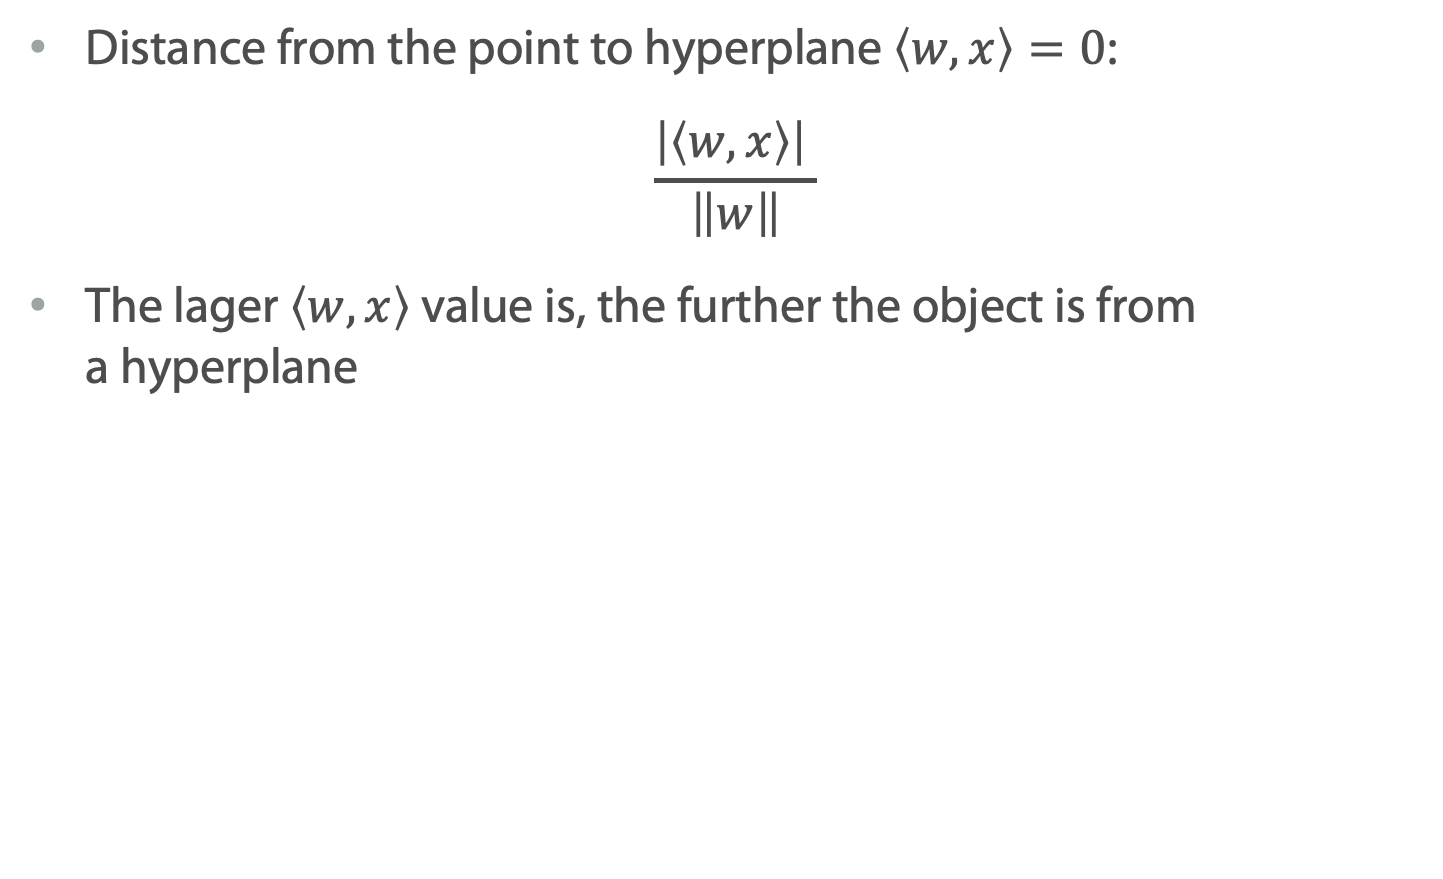 • Distance from the point to hyperplane ⟨w, x⟩ = 0:
|⟨w, x⟩|
‖w‖
• The lager ⟨w, x⟩ value is, the further the object is from
a hyperplane